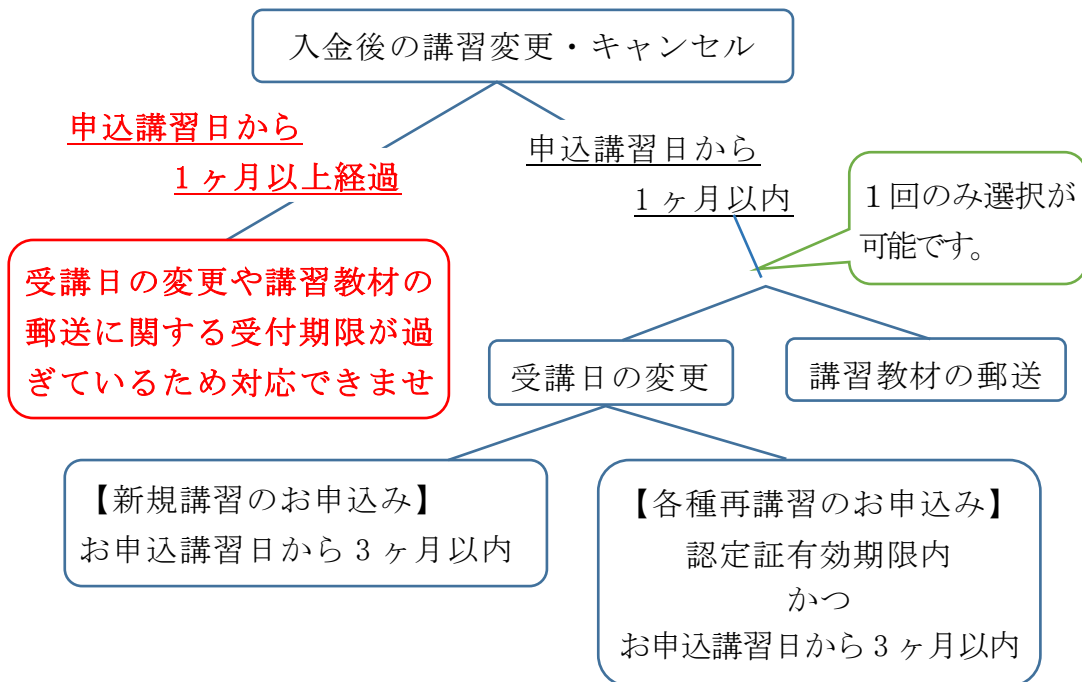 入金後の講習変更・キャンセル
申込講習日から
1ヶ月以上経過
申込講習日から
1ヶ月以内
1回のみ選択が
可能です。
受講日の変更や講習教材の
郵送に関する受付期限が過
ぎているため対応できませ
受講日の変更
講習教材の郵送
【新規講習のお申込み】
お申込講習日から3ヶ月以内
【各種再講習のお申込み】
認定証有効期限内
かつ
お申込講習日から3ヶ月以内